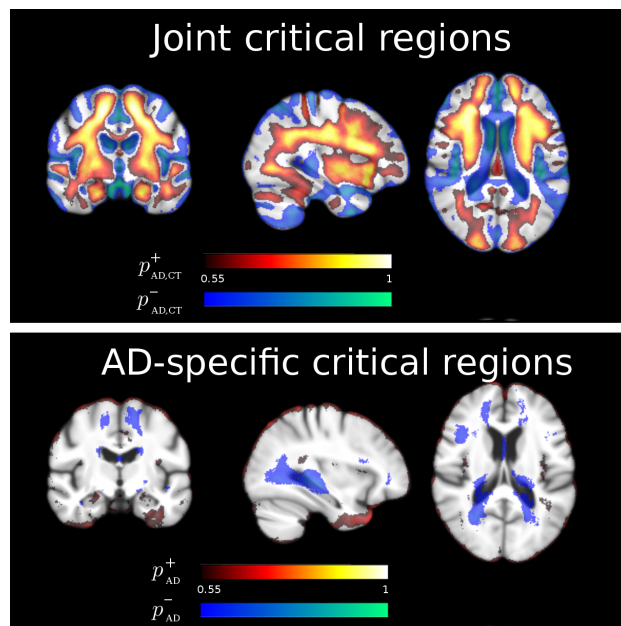 Joint critical regions
p⁺AD,CT
0.55 1
p⁻AD,CT
AD-specific critical regions
p⁺AD
0.55 1
p⁻AD